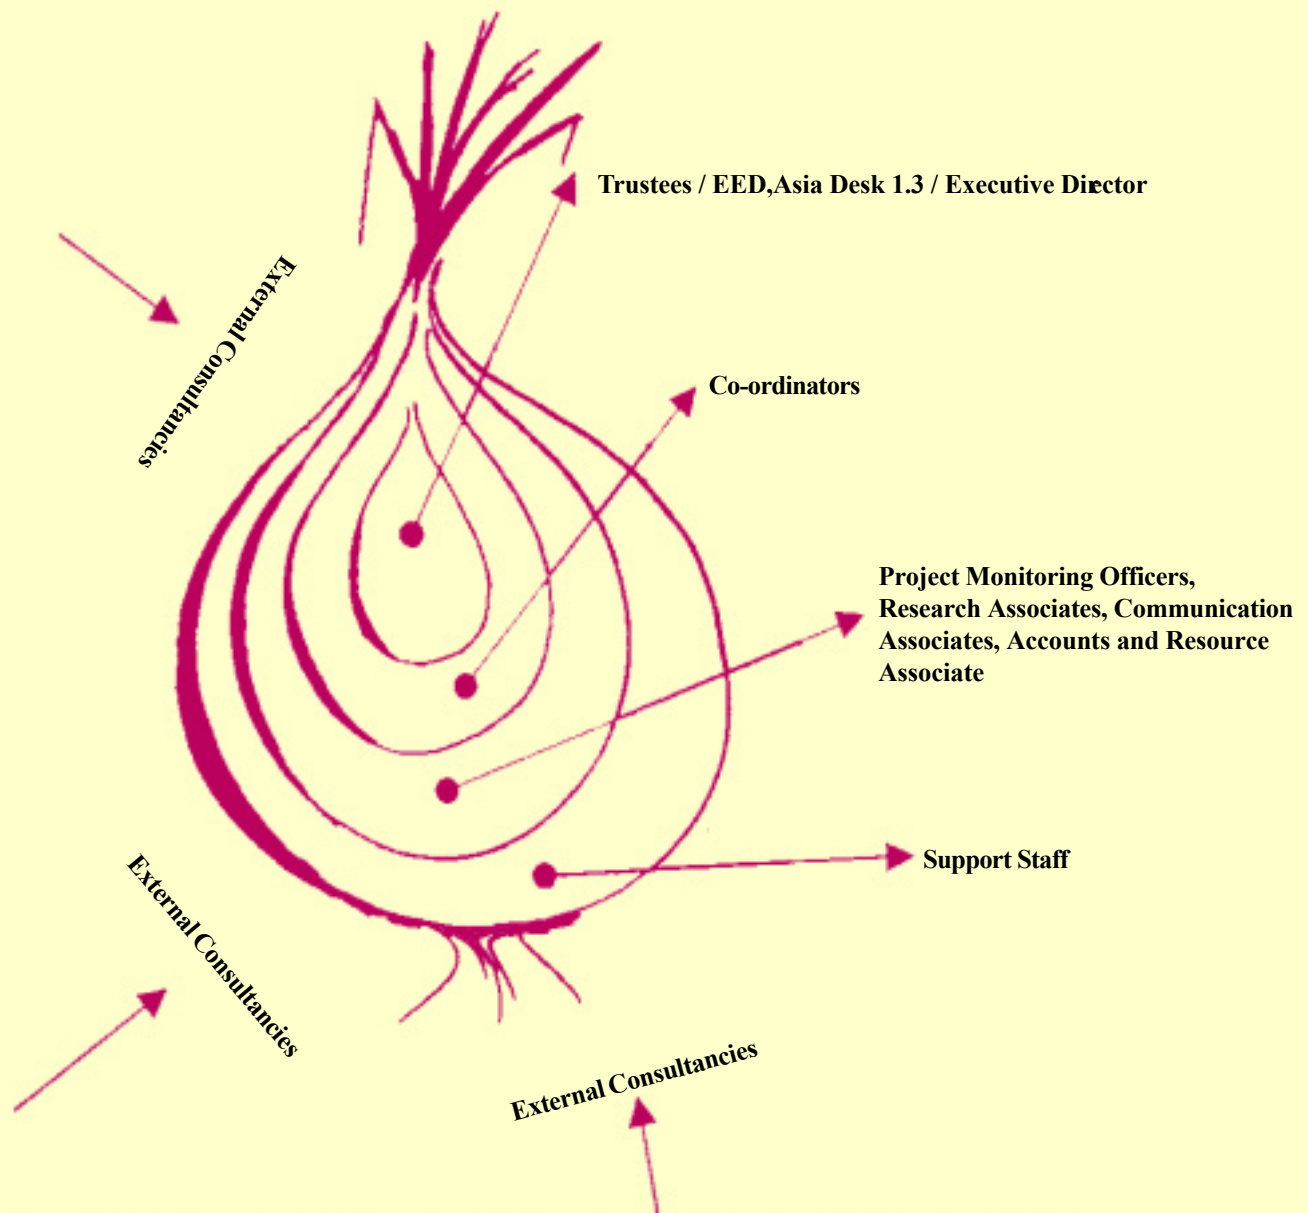 Trustees / EED,Asia Desk 1.3 / Executive Director
External Consultancies
Co-ordinators
Project Monitoring Officers,
Research Associates, Communication
Associates, Accounts and Resource
Associate
Support Staff
External Consultancies
External Consultancies